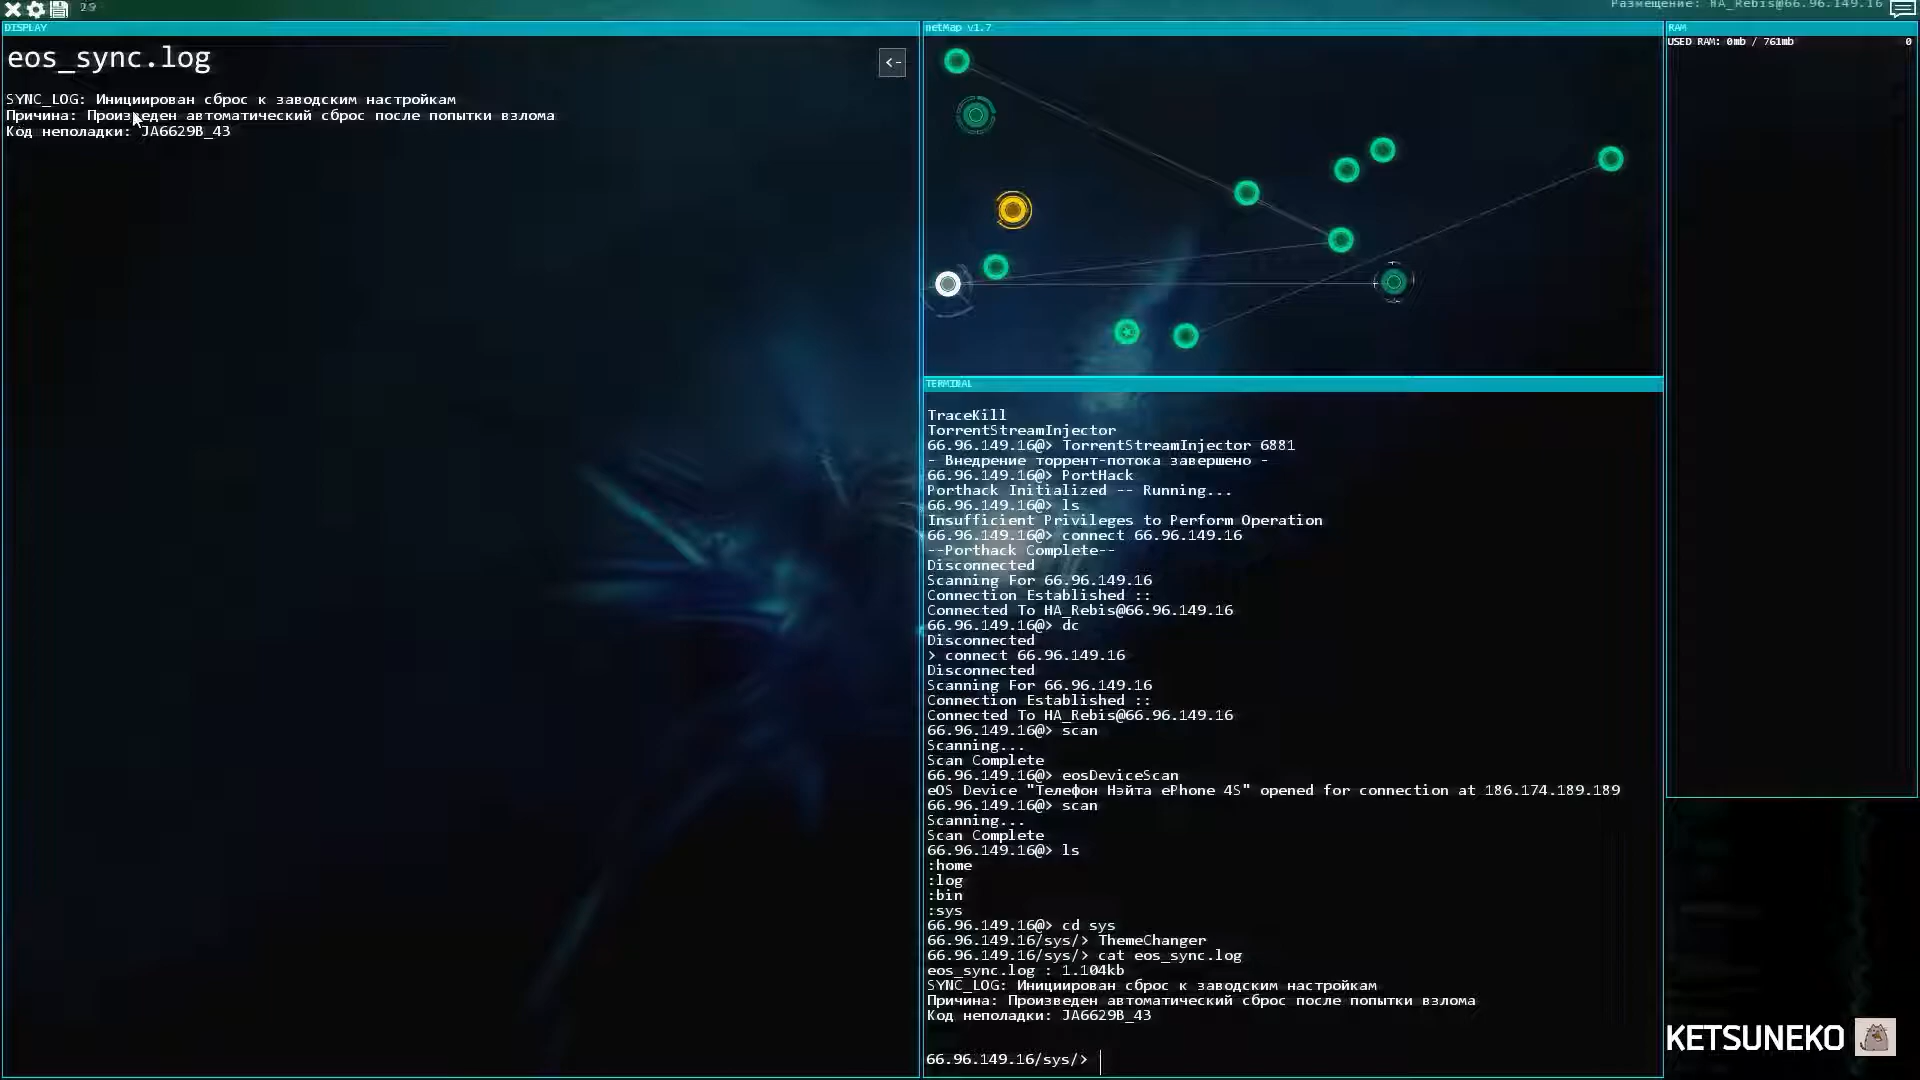 29
Размещение: HA_Rebis@66.96.149.16
DISPLAY
eos_sync.log
<-
SYNC_LOG: Инициирован сброс к заводским настройкам
Причина: Произведен автоматический сброс после попытки взлома
Код неполадки: JA6629B_43
netMap v1.7
TERMINAL
TraceKill
TorrentStreamInjector
66.96.149.16@> TorrentStreamInjector 6881
- Внедрение торрент-потока завершено -
66.96.149.16@> PortHack
Porthack Initialized -- Running...
66.96.149.16@> ls
Insufficient Privileges to Perform Operation
66.96.149.16@> connect 66.96.149.16
--Porthack Complete--
Disconnected
Scanning For 66.96.149.16
Connection Established ::
Connected To HA_Rebis@66.96.149.16
66.96.149.16@> dc
Disconnected
> connect 66.96.149.16
Disconnected
Scanning For 66.96.149.16
Connection Established ::
Connected To HA_Rebis@66.96.149.16
66.96.149.16@> scan
Scanning...
Scan Complete
66.96.149.16@> eosDeviceScan
eOS Device "Телефон Нэйта ePhone 4S" opened for connection at 186.174.189.189
66.96.149.16@> scan
Scanning...
Scan Complete
66.96.149.16@> ls
:home
:log
:bin
:sys
66.96.149.16@> cd sys
66.96.149.16/sys/> ThemeChanger
66.96.149.16/sys/> cat eos_sync.log
eos_sync.log : 1.104kb
SYNC_LOG: Инициирован сброс к заводским настройкам
Причина: Произведен автоматический сброс после попытки взлома
Код неполадки: JA6629B_43
66.96.149.16/sys/>
RAM
USED RAM: 0mb / 761mb 0
KETSUNEKO